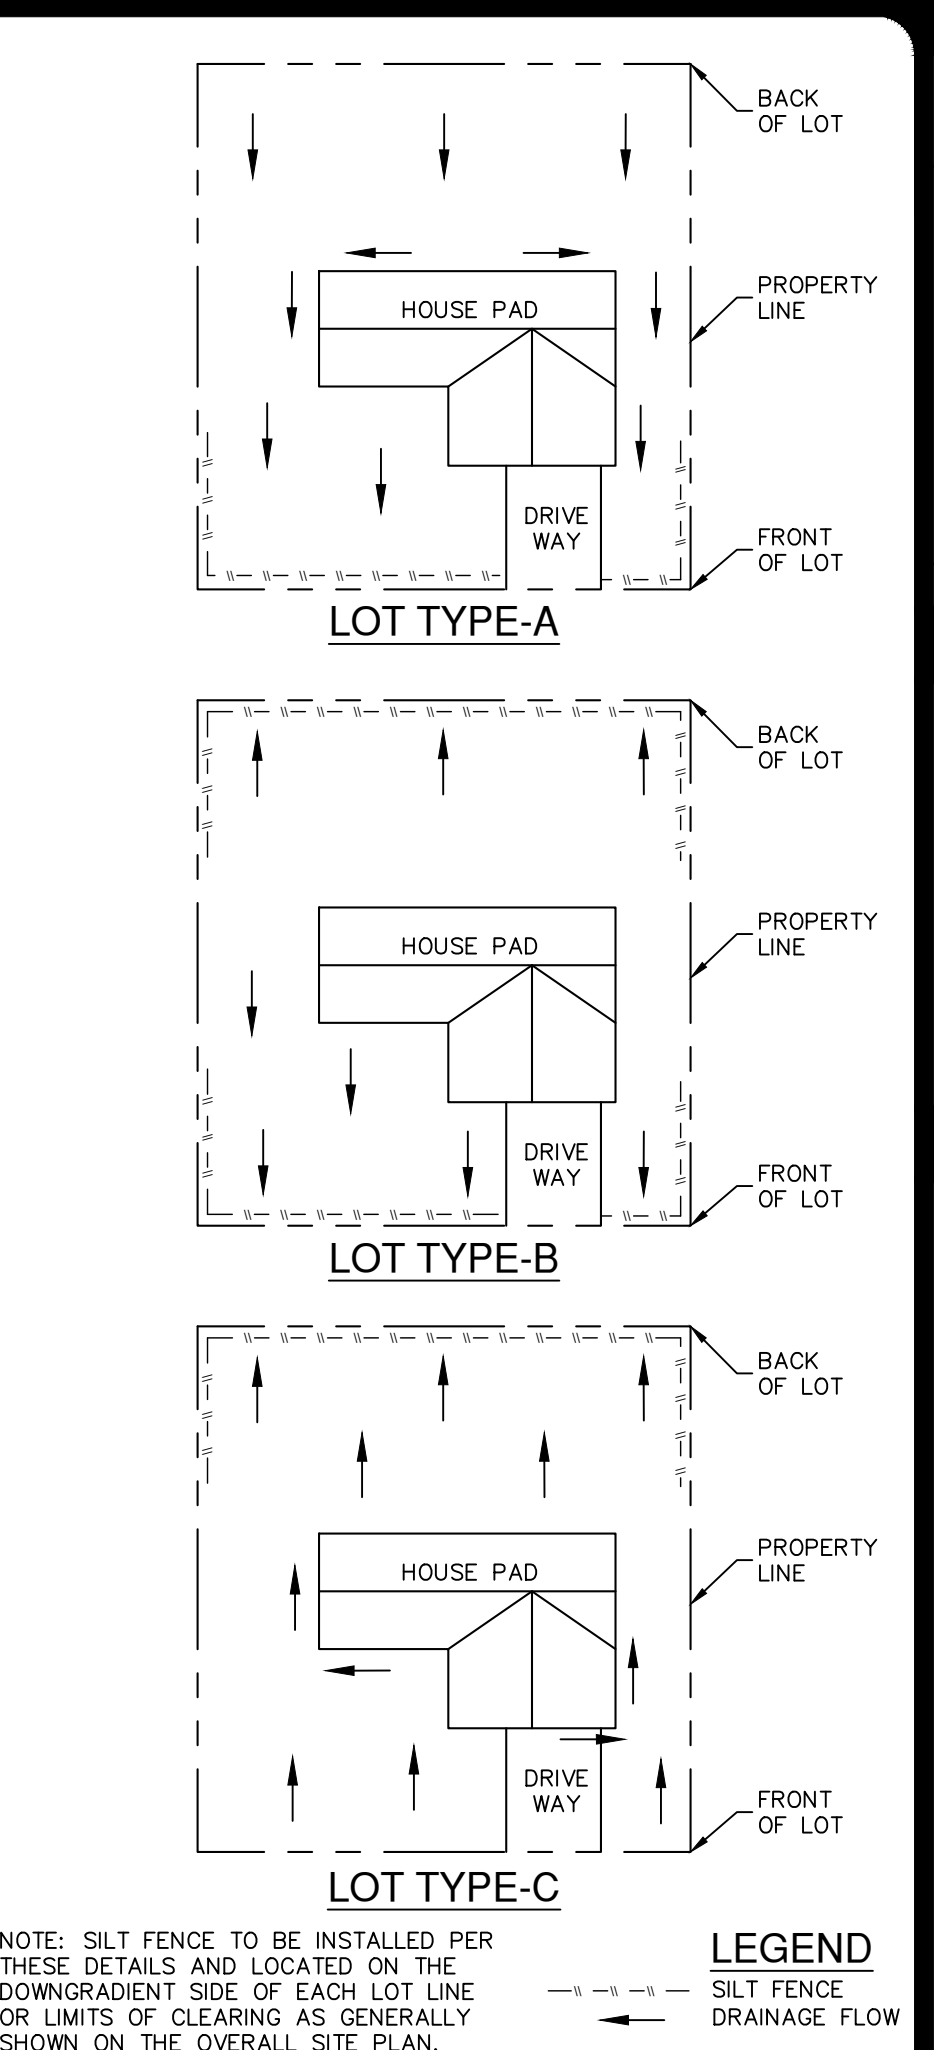 BACK
OF LOT
PROPERTY
LINE
HOUSE PAD
DRIVE
WAY
FRONT
OF LOT
LOT TYPE-A
BACK
OF LOT
PROPERTY
LINE
HOUSE PAD
DRIVE
WAY
FRONT
OF LOT
LOT TYPE-B
BACK
OF LOT
PROPERTY
LINE
HOUSE PAD
DRIVE
WAY
FRONT
OF LOT
LOT TYPE-C
NOTE: SILT FENCE TO BE INSTALLED PER
THESE DETAILS AND LOCATED ON THE
DOWNGRADIENT SIDE OF EACH LOT LINE
OR LIMITS OF CLEARING AS GENERALLY
SHOWN ON THE OVERALL SITE PLAN.
LEGEND
SILT FENCE
DRAINAGE FLOW